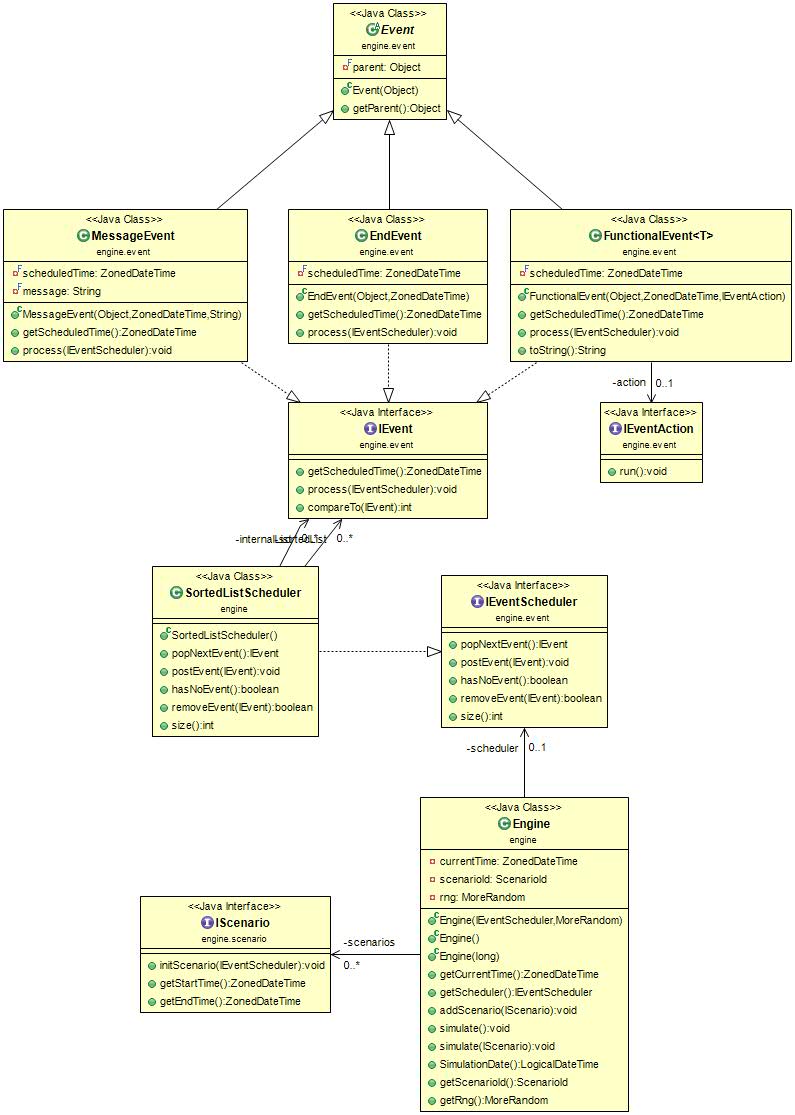 <<Java Class>>
Event
engine.event
parent: Object
Event(Object)
getParent():Object
<<Java Class>>
MessageEvent
engine.event
scheduledTime: ZonedDateTime
message: String
MessageEvent(Object,ZonedDateTime,String)
getScheduledTime():ZonedDateTime
process(IEventScheduler):void
<<Java Class>>
EndEvent
engine.event
scheduledTime: ZonedDateTime
EndEvent(Object,ZonedDateTime)
getScheduledTime():ZonedDateTime
process(IEventScheduler):void
<<Java Class>>
FunctionalEvent<T>
engine.event
scheduledTime: ZonedDateTime
FunctionalEvent(Object,ZonedDateTime,IEventAction)
getScheduledTime():ZonedDateTime
process(IEventScheduler):void
toString():String
-action 0..1
<<Java Interface>>
IEvent
engine.event
getScheduledTime():ZonedDateTime
process(IEventScheduler):void
compareTo(IEvent):int
<<Java Interface>>
IEventAction
engine.event
run():void
0..*
<<Java Class>>
SortedListScheduler
engine
SortedListScheduler()
popNextEvent():IEvent
postEvent(IEvent):void
hasNoEvent():boolean
removeEvent(IEvent):boolean
size():int
<<Java Interface>>
IEventScheduler
engine.event
popNextEvent():IEvent
postEvent(IEvent):void
hasNoEvent():boolean
removeEvent(IEvent):boolean
size():int
-scheduler 0..1
<<Java Class>>
Engine
engine
currentTime: ZonedDateTime
scenarioId: ScenarioId
rng: MoreRandom
Engine(IEventScheduler,MoreRandom)
Engine()
Engine(long)
getCurrentTime():ZonedDateTime
getScheduler():IEventScheduler
addScenario(IScenario):void
simulate():void
simulate(IScenario):void
SimulationDate():LogicalDateTime
getScenarioId():ScenarioId
getRng():MoreRandom
-scenarios
0..*
<<Java Interface>>
IScenario
engine.scenario
initScenario(IEventScheduler):void
getStartTime():ZonedDateTime
getEndTime():ZonedDateTime